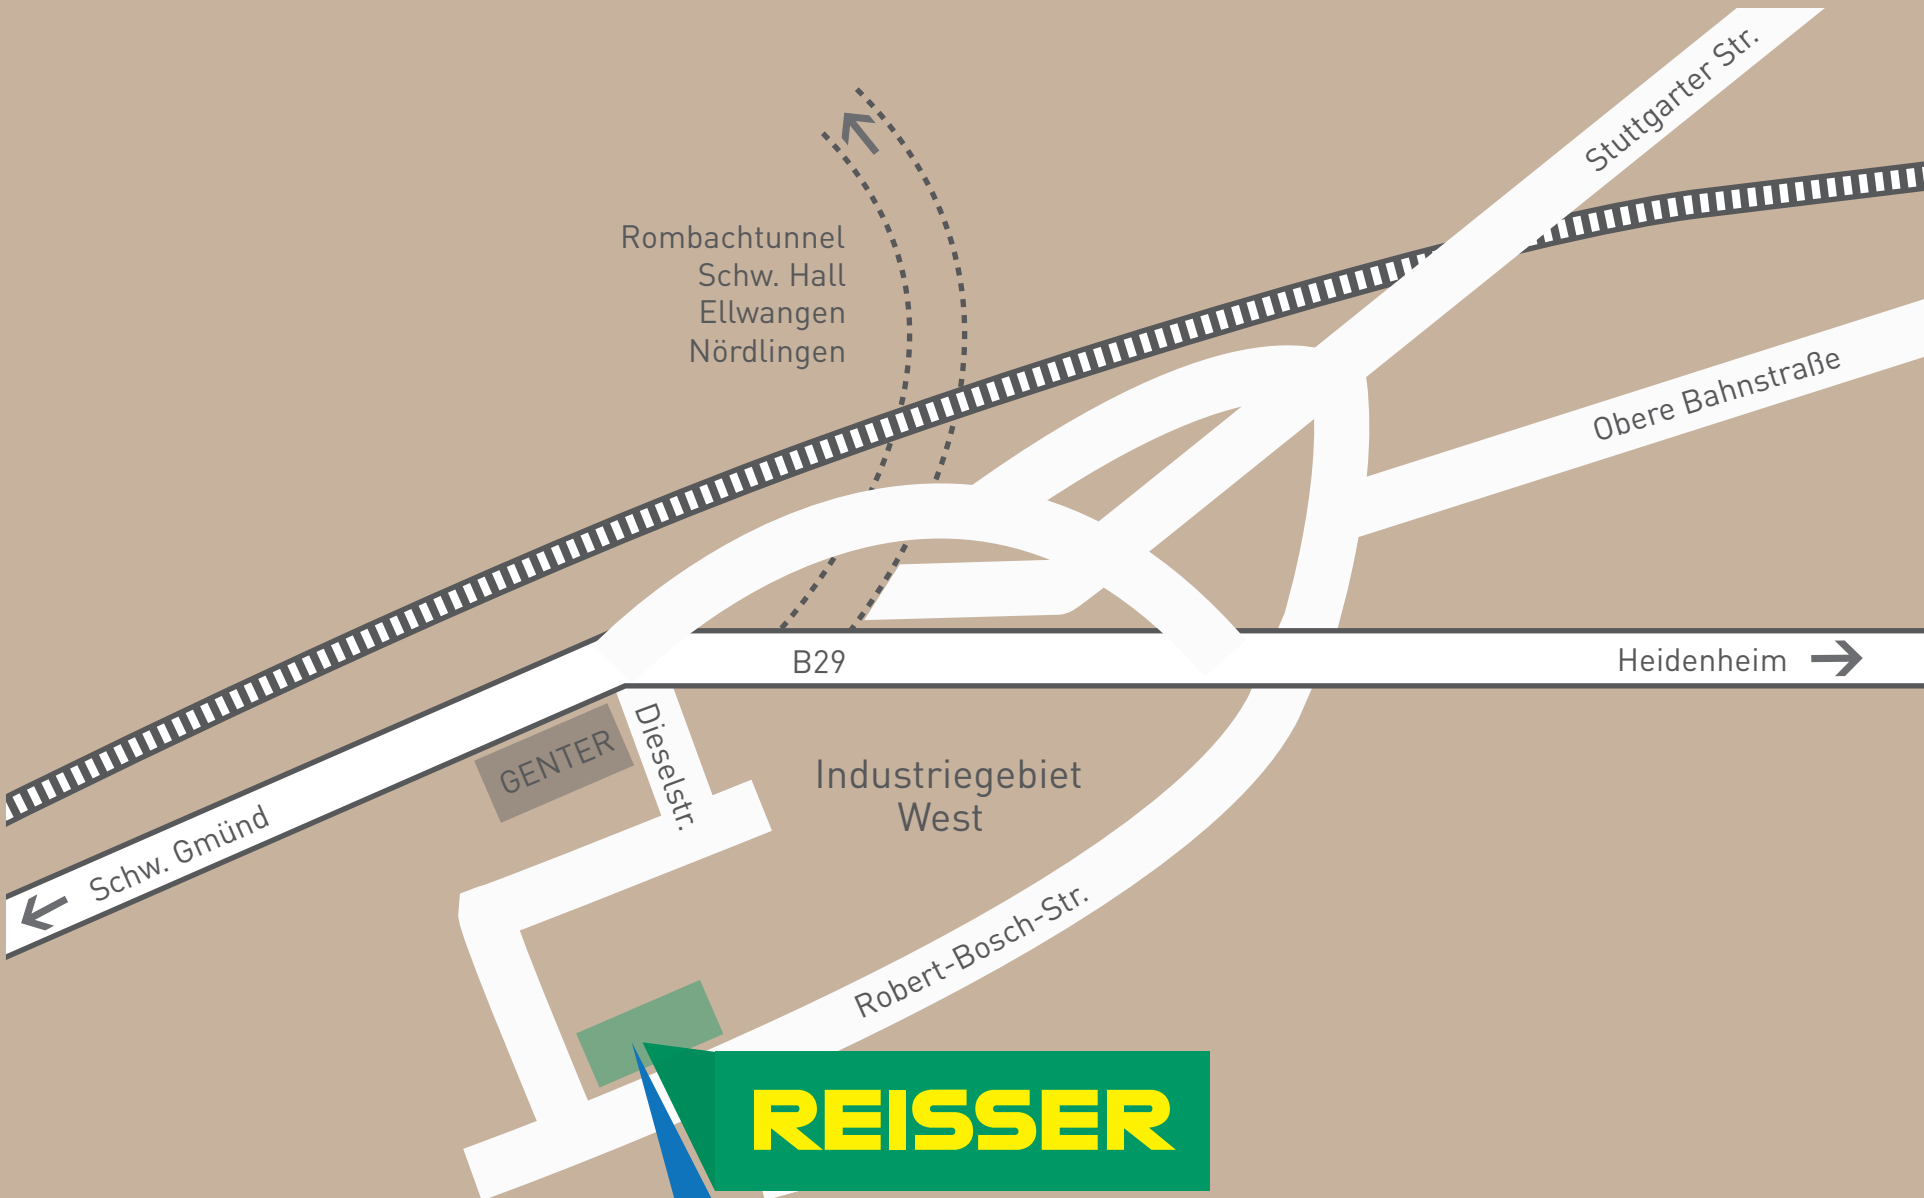 Stuttgarter Str.
Rombachtunnel
Schw. Hall
Ellwangen
Nördlingen
Obere Bahnstraße
B29
Heidenheim
Dieselstr.
GENTER
Industriegebiet
West
Schw. Gmünd
Robert-Bosch-Str.
REISSER